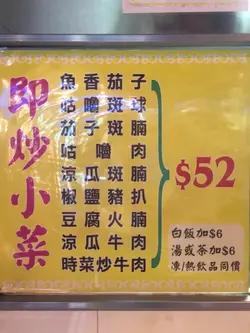 即炒小菜
魚香茄子
咕嚕斑球
茄子斑腩
咕嚕肉
涼瓜斑腩
椒鹽豬扒
豆腐火腩
涼瓜牛肉
時菜炒牛肉
$52
白飯加$6
湯或茶加$6
凍/熱飲品同價